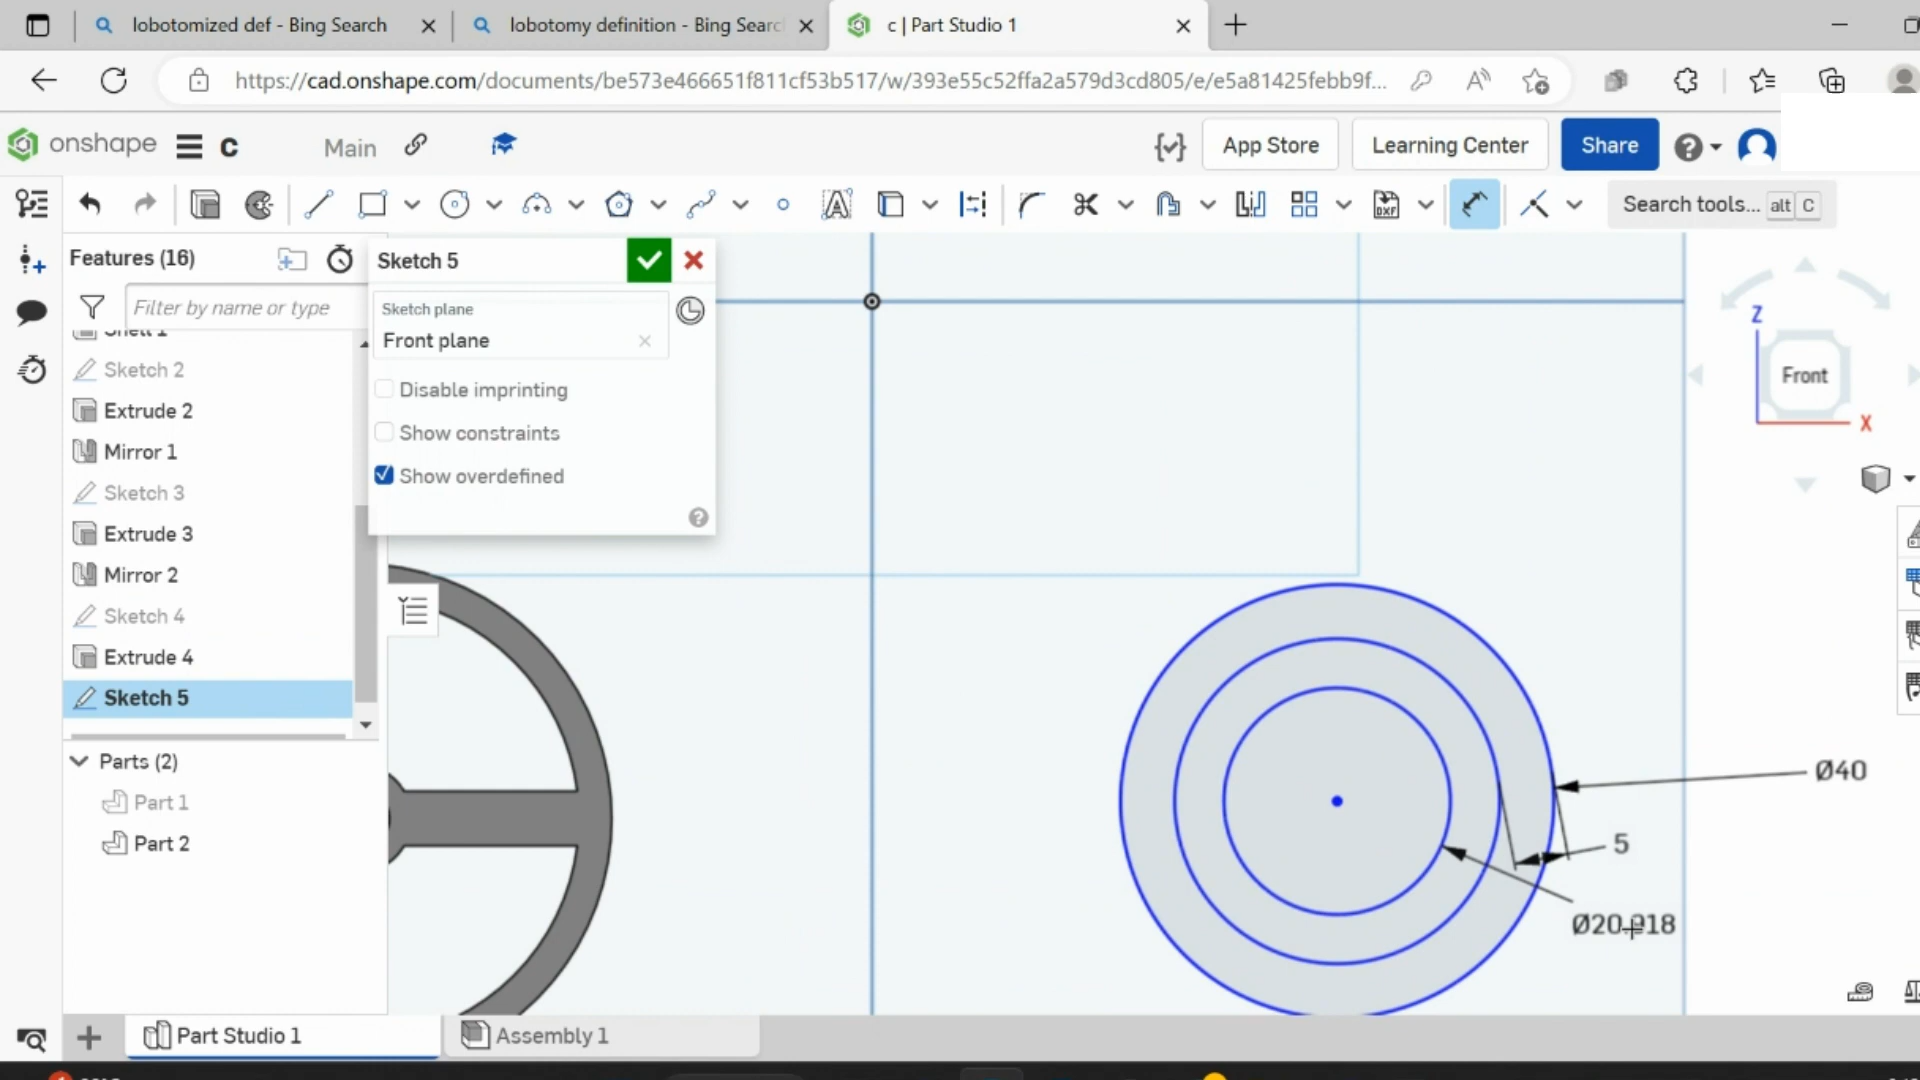 lobotomized def - Bing Search
lobotomy definition - Bing Searc
c | Part Studio 1
https://cad.onshape.com/documents/be573e466651f811cf53b517/w/393e55c52ffa2a579d3cd805/e/e5a81425febb9f...
onshape
C
Main
App Store
Learning Center
Share
Search tools...
alt
C
Features (16)
Filter by name or type
Shell 1
Sketch 2
Extrude 2
Mirror 1
Sketch 3
Extrude 3
Mirror 2
Sketch 4
Extrude 4
Sketch 5
Parts (2)
Part 1
Part 2
Sketch 5
Sketch plane
Front plane
Disable imprinting
Show constraints
Show overdefined
Z
Front
X
Ø40
5
Ø20.918
Part Studio 1
Assembly 1